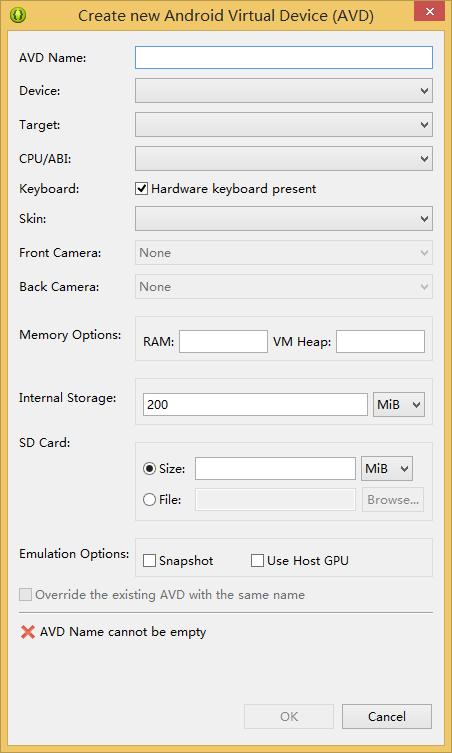 Create new Android Virtual Device (AVD)
AVD Name:
Device:
Target:
CPU/ABI:
Keyboard: Hardware keyboard present
Skin:
Front Camera: None
Back Camera: None
Memory Options: RAM: VM Heap:
Internal Storage: 200 MiB
SD Card:
Size: MiB
File: Browse...
Emulation Options: Snapshot Use Host GPU
Override the existing AVD with the same name
AVD Name cannot be empty
OK Cancel